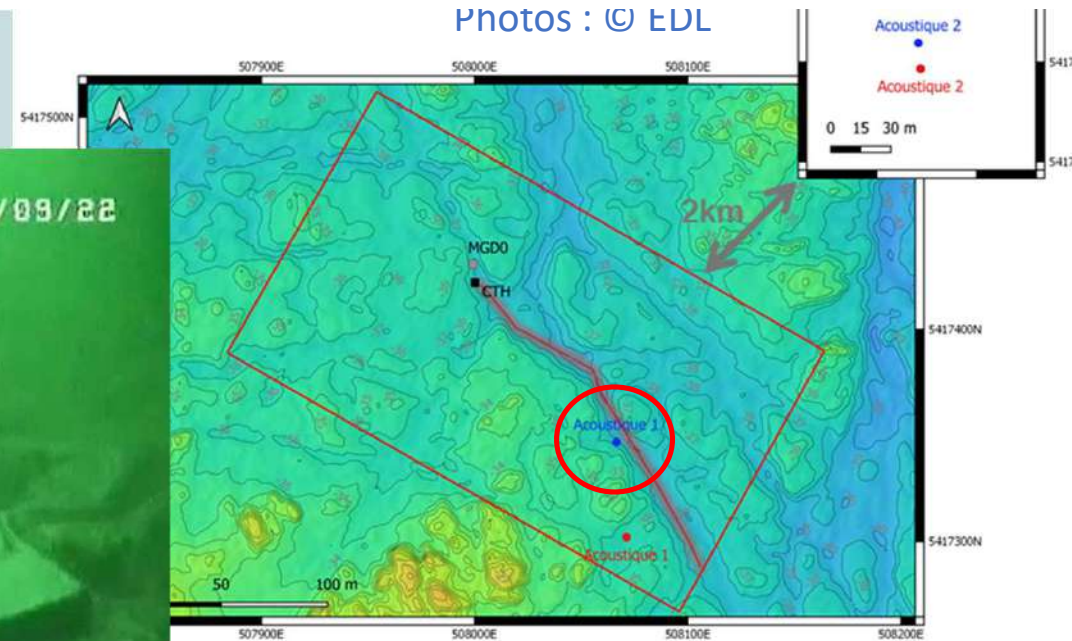 Photos : © EDL
Acoustique 2
Acoustique 2
0 15 30 m
507900E 508000E 508100E
5417500N
/09/22
2km
MGD0
CTH
5417400N
Acoustique 1
Acoustique 1
5417300N
50 100 m
507900E 508000E 508100E 508200E